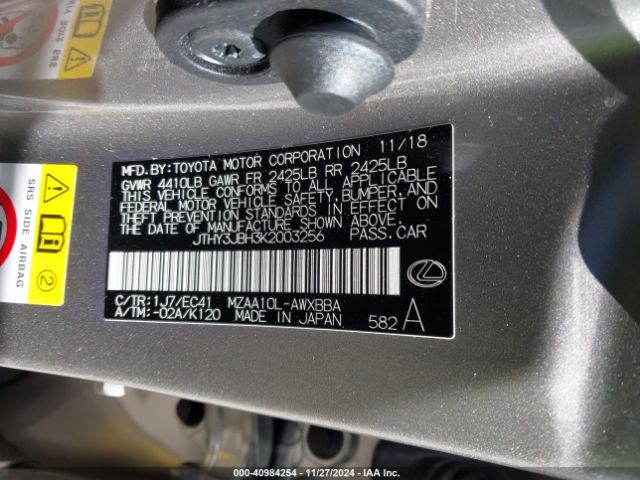 MFD. BY: TOYOTA MOTOR CORPORATION 11/18
GVWR 4410LB GAWR FR 2425LB RR 2425LB
THIS VEHICLE CONFORMS TO ALL APPLICABLE
FEDERAL MOTOR VEHICLE SAFETY, BUMPER, AND
THEFT PREVENTION STANDARDS IN EFFECT ON
THE DATE OF MANUFACTURE SHOWN ABOVE.
JTHY3JBH3K2003256 PASS. CAR
C/TR: 1J7/EC41 MZAA10L-AWXBBA
A/TM: -02A/K120 MADE IN JAPAN 582 A
SRS SIDE AIRBAG
2
000-40984254 - 11/27/2024 - IAA Inc.